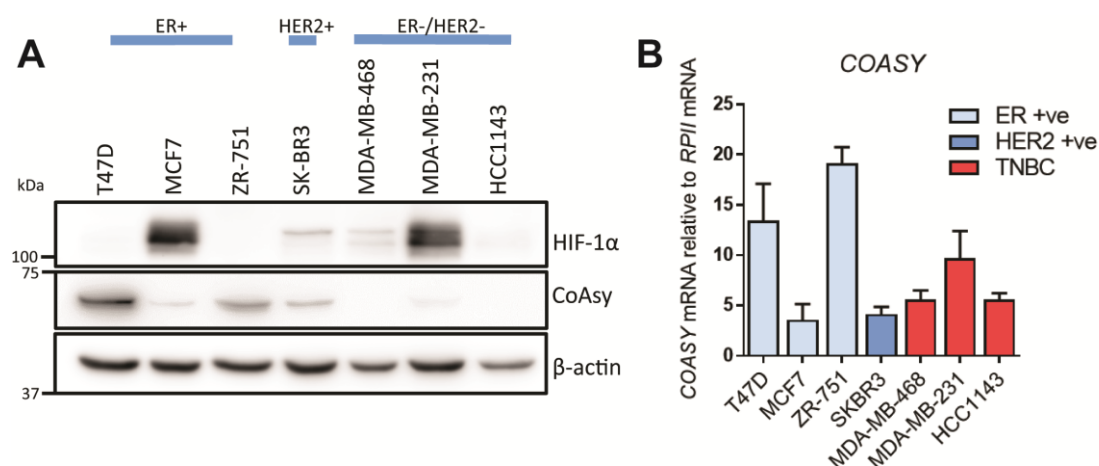 A
ER+
HER2+
ER-/HER2-
kDa
T47D
MCF7
ZR-751
SK-BR3
MDA-MB-468
MDA-MB-231
HCC1143
100
HIF-1α
75
CoAsy
β-actin
37
B
COASY
COASY mRNA relative to RPII mRNA
25
20
15
10
5
0
ER +ve
HER2 +ve
TNBC
T47D
MCF7
ZR-751
SKBR3
MDA-MB-468
MDA-MB-231
HCC1143